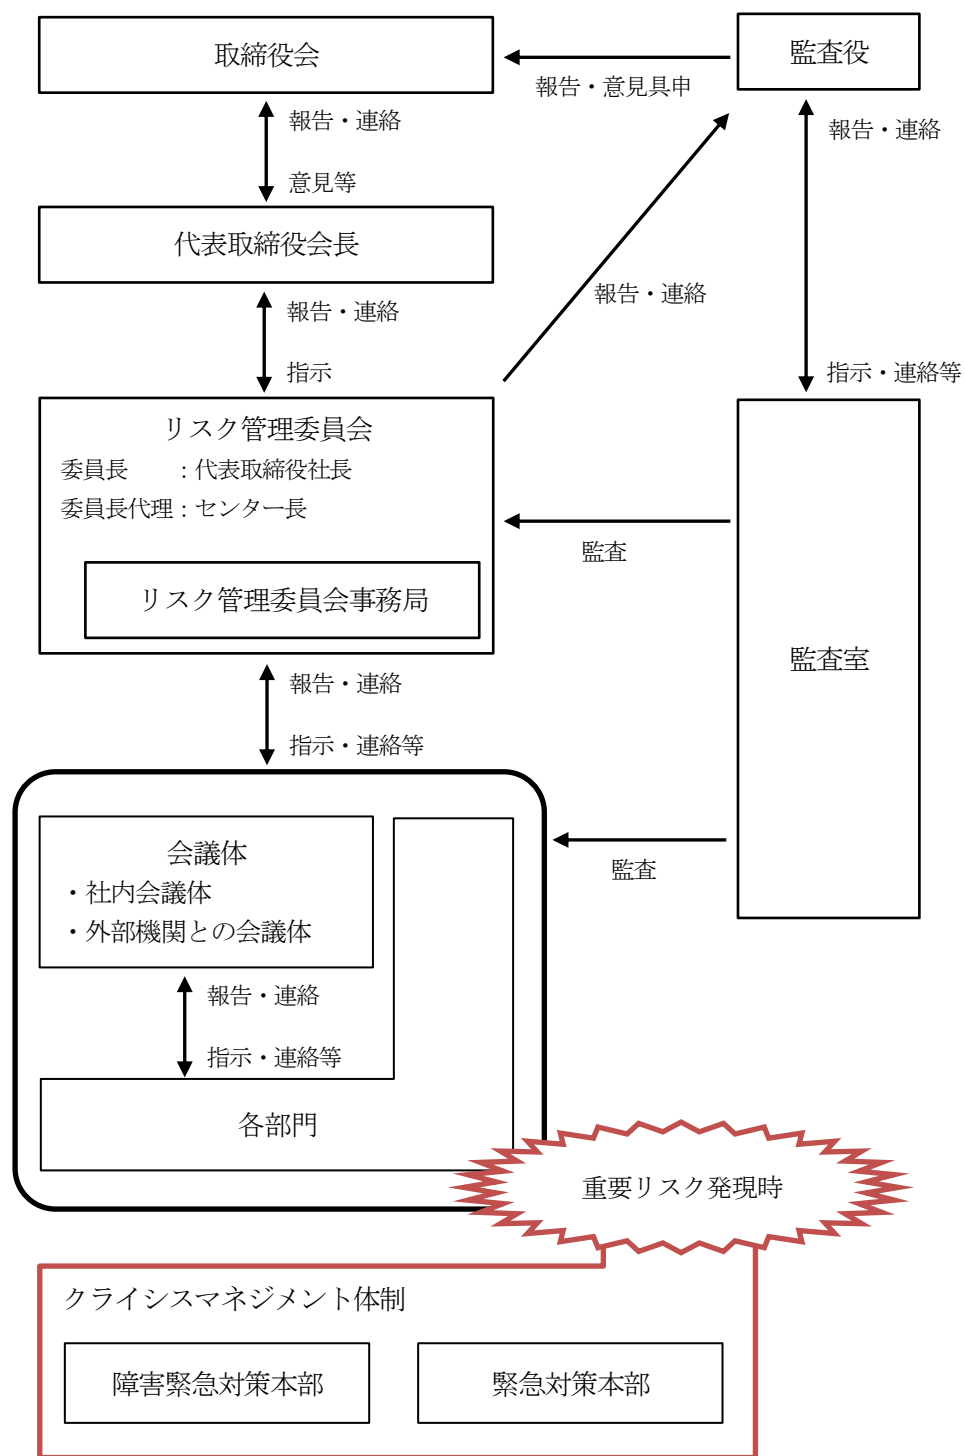 取締役会
監査役
報告・意見具申
報告・連絡
意見等
報告・連絡
代表取締役会長
報告・連絡
指示
報告・連絡
指示・連絡等
リスク管理委員会
委員長　　：代表取締役社長
委員長代理：センター長
監査
リスク管理委員会事務局
監査室
報告・連絡
指示・連絡等
会議体
・社内会議体
・外部機関との会議体
監査
報告・連絡
指示・連絡等
各部門
重要リスク発現時
クライシスマネジメント体制
障害緊急対策本部
緊急対策本部